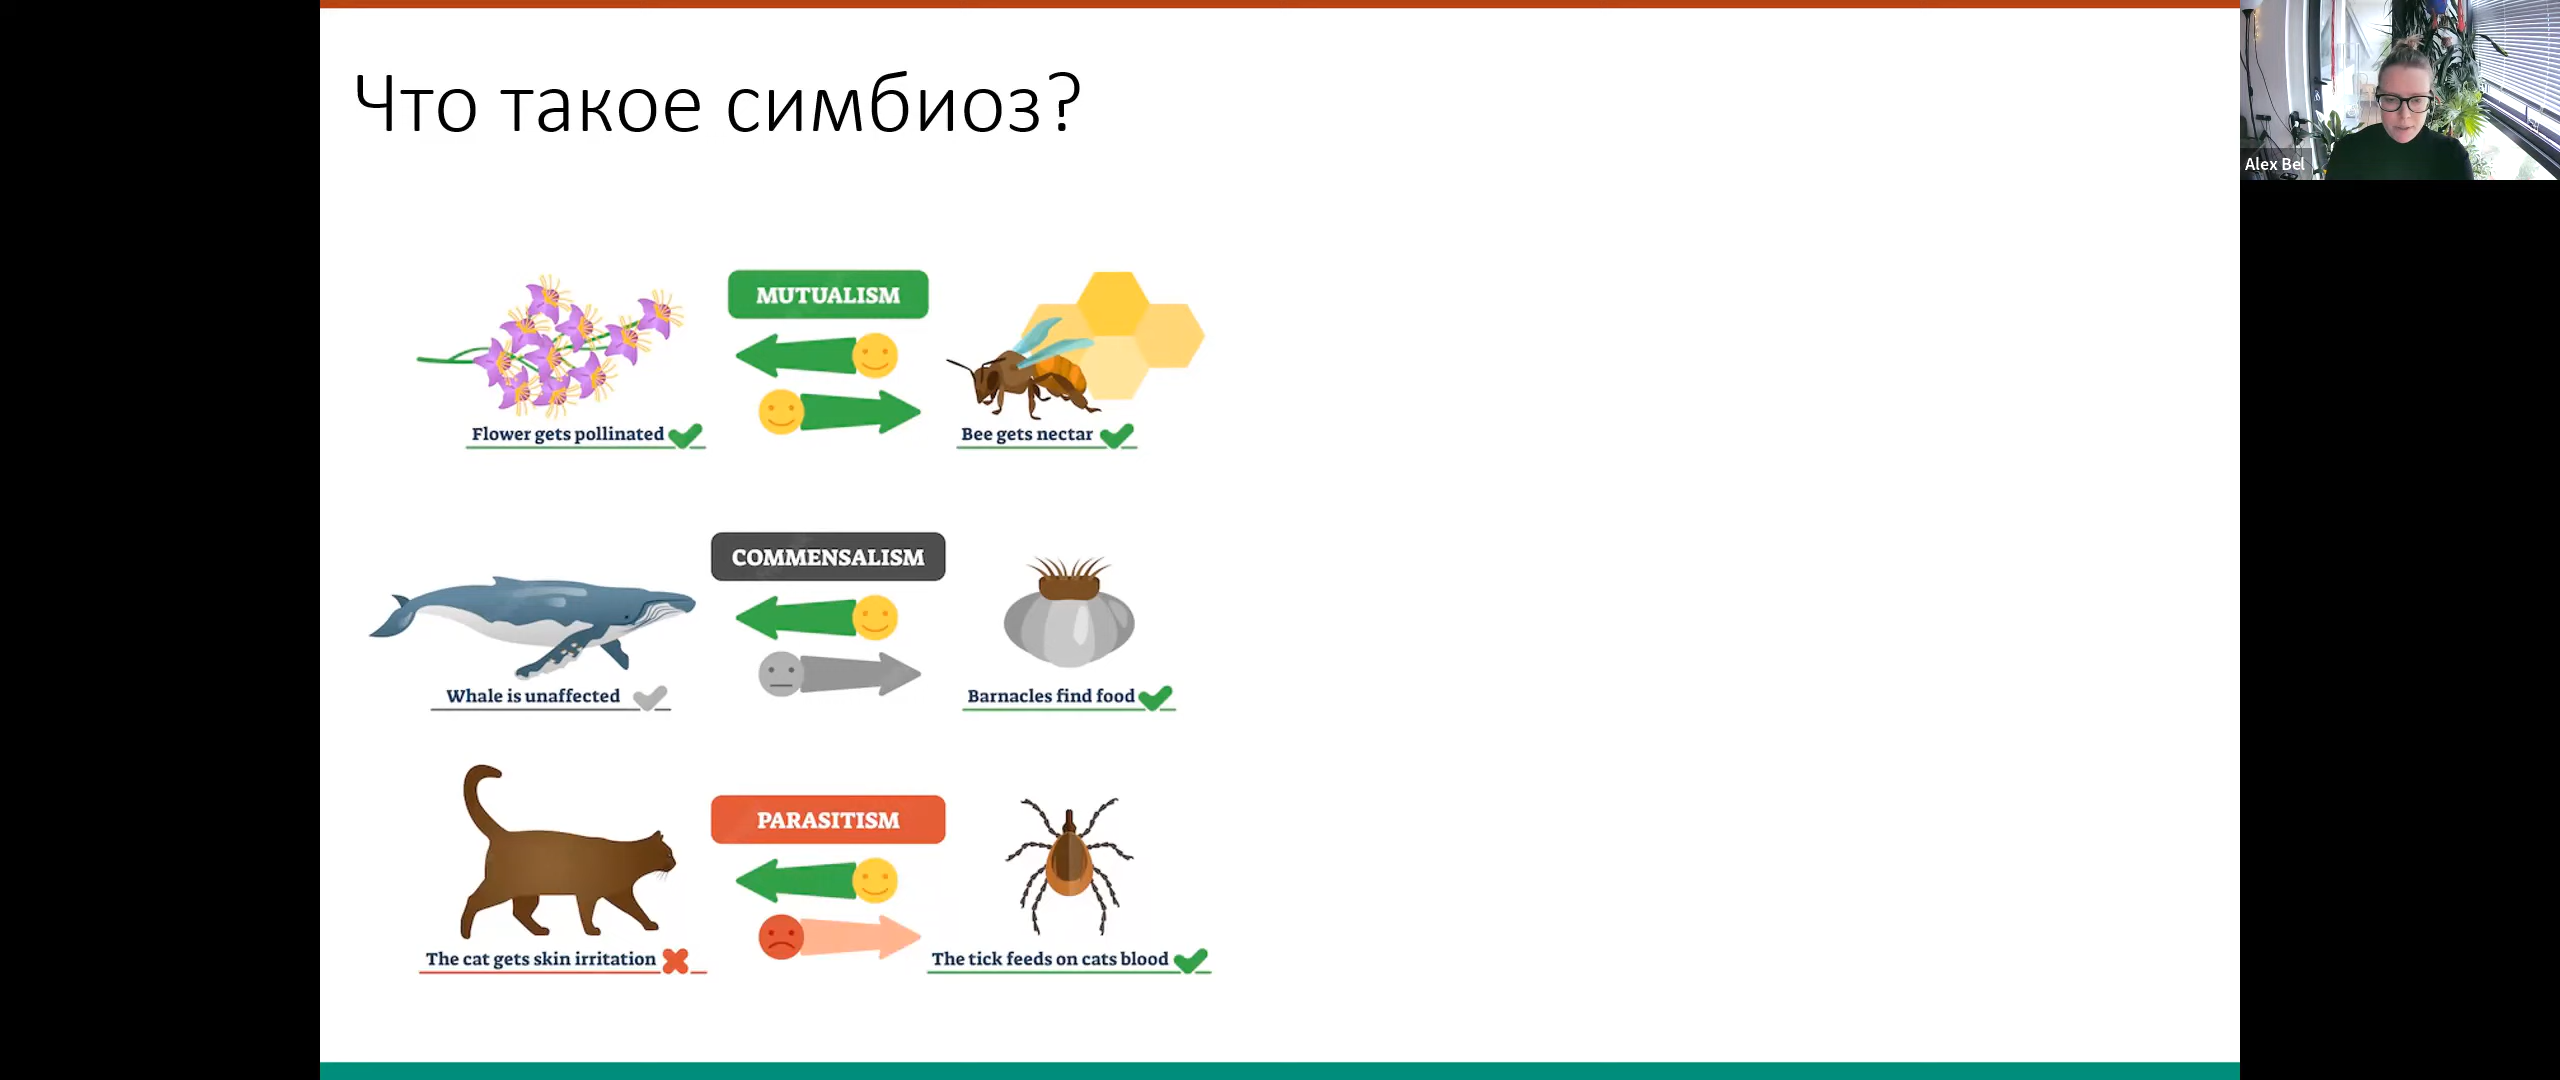 Что такое симбиоз?
Alex Bel
MUTUALISM
Flower gets pollinated
Bee gets nectar
COMMENSALISM
Whale is unaffected
Barnacles find food
PARASITISM
The cat gets skin irritation
The tick feeds on cats blood